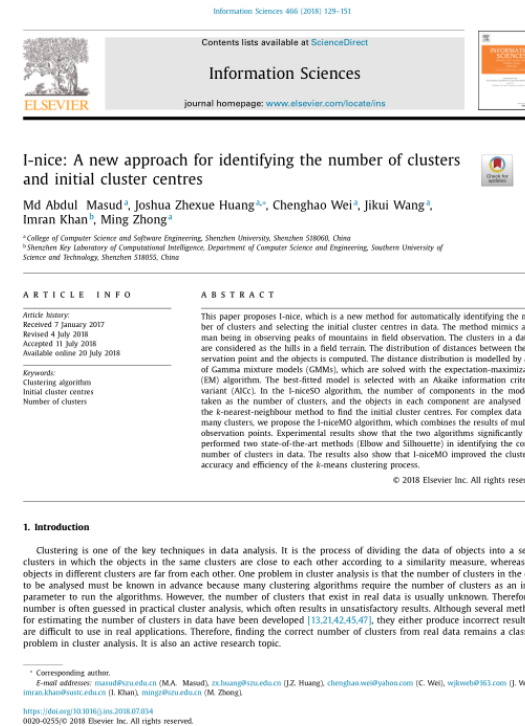 Information Sciences 466 (2018) 129–151
Contents lists available at ScienceDirect
Information Sciences
journal homepage: www.elsevier.com/locate/ins
ELSEVIER
INFORMATION
SCIENCES
I-nice: A new approach for identifying the number of clusters
and initial cluster centres
Check for
updates
Md Abdul Masud a, Joshua Zhexue Huang a,*, Chenghao Wei a, Jikui Wang a,
Imran Khan b, Ming Zhong a
a College of Computer Science and Software Engineering, Shenzhen University, Shenzhen 518060, China
b Shenzhen Key Laboratory of Computational Intelligence, Department of Computer Science and Engineering, Southern University of
Science and Technology, Shenzhen 518055, China
ARTICLE INFO
Article history:
Received 7 January 2017
Revised 4 July 2018
Accepted 11 July 2018
Available online 20 July 2018
Keywords:
Clustering algorithm
Initial cluster centres
Number of clusters
ABSTRACT
This paper proposes I-nice, which is a new method for automatically identifying the n
ber of clusters and selecting the initial cluster centres in data. The method mimics a
man being in observing peaks of mountains in field observation. The clusters in a dat
are considered as the hills in a field terrain. The distribution of distances between the
servation point and the objects is computed. The distance distribution is modelled by
of Gamma mixture models (GMMs), which are solved with the expectation-maximiza
(EM) algorithm. The best-fitted model is selected with an Akaike information crite
variant (AICc). In the I-niceSO algorithm, the number of components in the mod
taken as the number of clusters, and the objects in each component are analysed
the k-nearest-neighbour method to find the initial cluster centres. For complex data
many clusters, we propose the I-niceMO algorithm, which combines the results of mul
observation points. Experimental results show that the two algorithms significantly
performed two state-of-the-art methods (Elbow and Silhouette) in identifying the co
number of clusters in data. The results also show that I-niceMO improved the cluste
accuracy and efficiency of the k-means clustering process.
© 2018 Elsevier Inc. All rights reser
1. Introduction
Clustering is one of the key techniques in data analysis. It is the process of dividing the data of objects into a se
clusters in which the objects in the same clusters are close to each other according to a similarity measure, whereas
objects in different clusters are far from each other. One problem in cluster analysis is that the number of clusters in the
to be analysed must be known in advance because many clustering algorithms require the number of clusters as an in
parameter to run the algorithms. However, the number of clusters that exist in real data is usually unknown. Therefor
number is often guessed in practical cluster analysis, which often results in unsatisfactory results. Although several meth
for estimating the number of clusters in data have been developed [13,21,42,45,47], they either produce incorrect result
are difficult to use in real applications. Therefore, finding the correct number of clusters from real data remains a class
problem in cluster analysis. It is also an active research topic.
* Corresponding author.
E-mail addresses: masud@szu.edu.cn (M.A. Masud), zx.huang@szu.edu.cn (J.Z. Huang), chenghao.wei@yahoo.com (C. Wei), wjkweb@163.com (J. W
imran.khan@sustc.edu.cn (I. Khan), mingz@szu.edu.cn (M. Zhong).
https://doi.org/10.1016/j.ins.2018.07.034
0020-0255/© 2018 Elsevier Inc. All rights reserved.